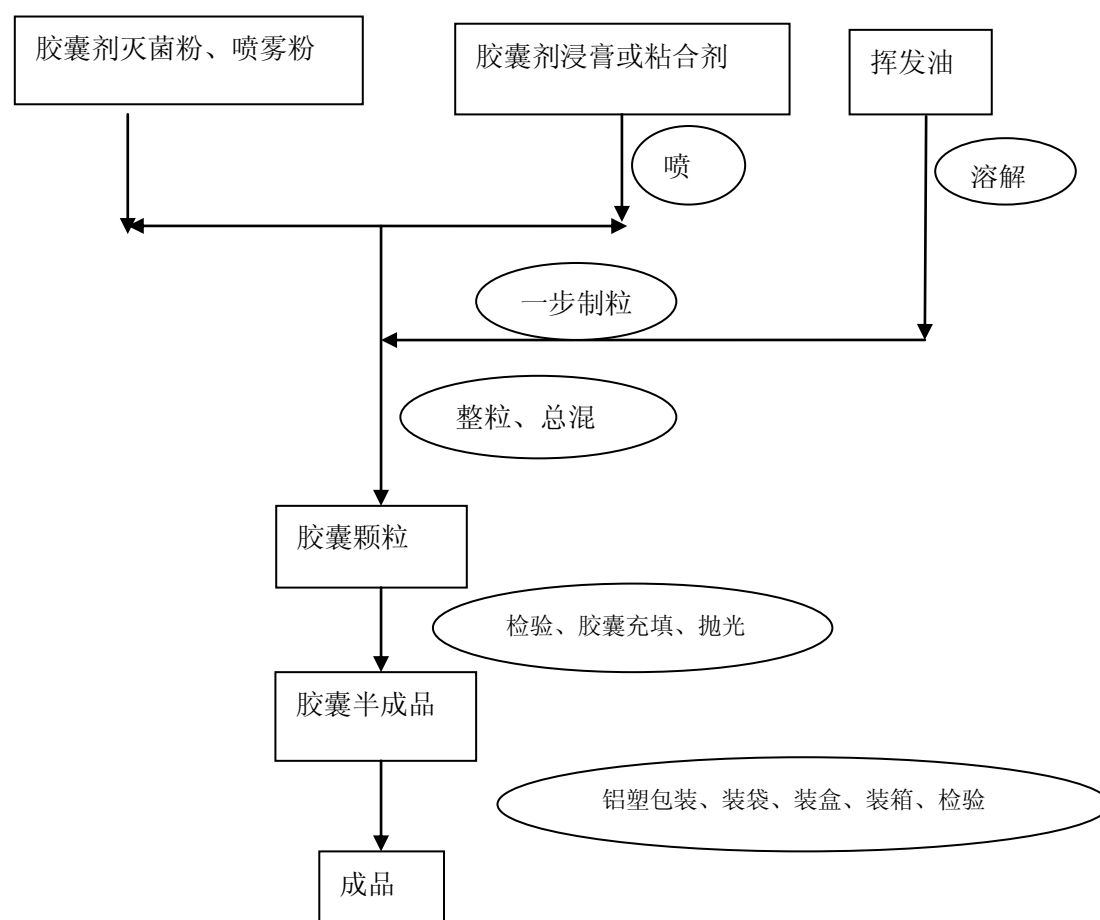 胶囊剂灭菌粉、喷雾粉
胶囊剂浸膏或粘合剂
挥发油
喷
溶解
一步制粒
整粒、总混
胶囊颗粒
检验、胶囊充填、抛光
胶囊半成品
铝塑包装、装袋、装盒、装箱、检验
成品